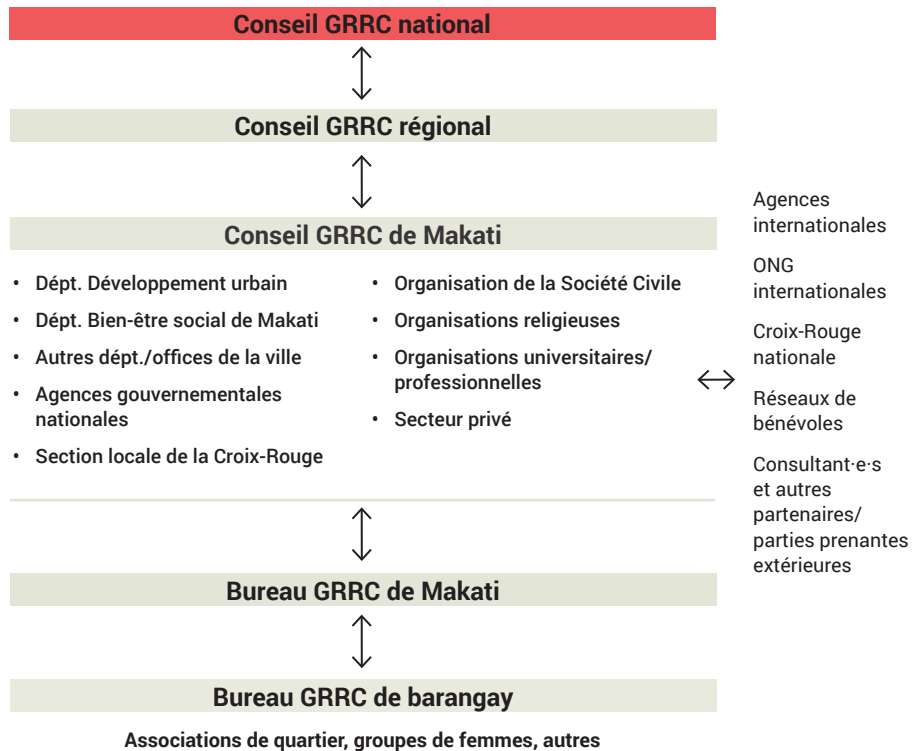 Conseil GRRC national
Conseil GRRC régional
Conseil GRRC de Makati
• Dépt. Développement urbain
• Dépt. Bien-être social de Makati
• Autres dépt./offices de la ville
• Agences gouvernementales
nationales
• Section locale de la Croix-Rouge
• Organisation de la Société Civile
• Organisations religieuses
• Organisations universitaires/
professionnelles
• Secteur privé
Agences
internationales
ONG
internationales
Croix-Rouge
nationale
Réseaux de
bénévoles
Consultant·e·s
et autres
partenaires/
parties prenantes
extérieures
Bureau GRRC de Makati
Bureau GRRC de barangay
Associations de quartier, groupes de femmes, autres